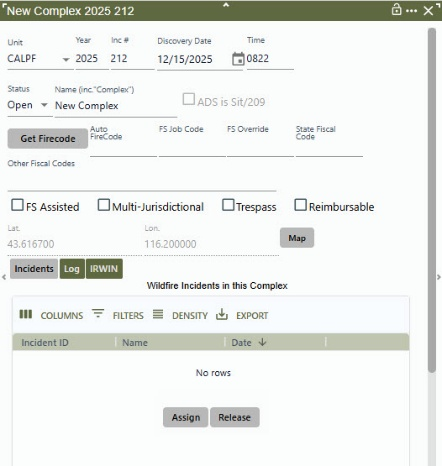 New Complex 2025 212
Unit Year Inc # Discovery Date Time
CALPF 2025 212 12/15/2025 0822
Status Name (inc."Complex")
Open New Complex ADS is Sit/209
Get Firecode Auto FireCode FS Job Code FS Override State Fiscal Code
Other Fiscal Codes
FS Assisted Multi-Jurisdictional Trespass Reimbursable
Lat. Lon.
43.616700 116.200000 Map
Incidents Log IRWIN
Wildfire Incidents in this Complex
COLUMNS FILTERS DENSITY EXPORT
Incident ID Name Date
No rows
Assign Release